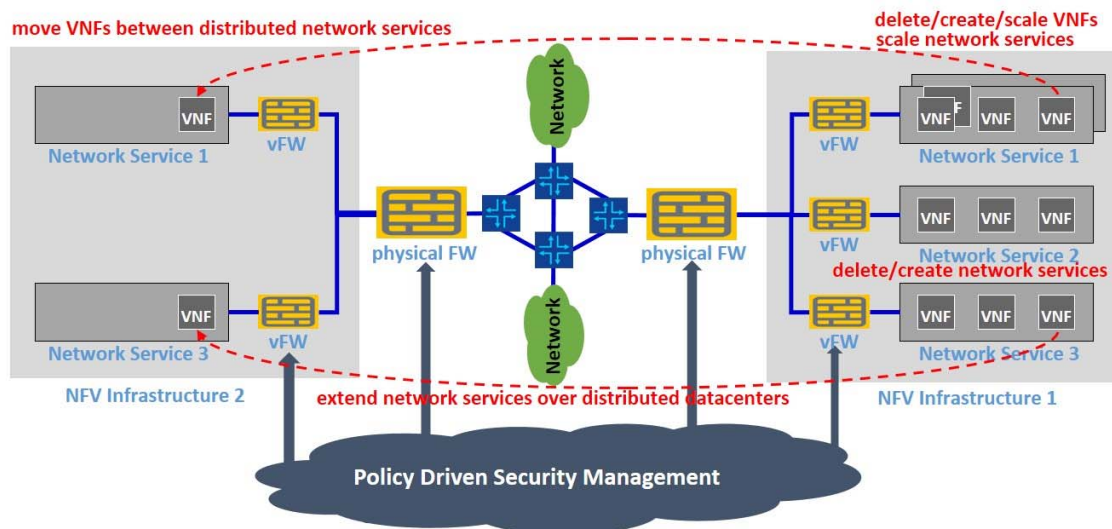 move VNFs between distributed network services
delete/create/scale VNFs
scale network services
Network
VNF
vFW
Network Service 1
vFW
VNF
F
VNF
VNF
Network Service 1
physical FW
physical FW
vFW
VNF
VNF
VNF
Network Service 2
delete/create network services
VNF
vFW
Network Service 3
Network
vFW
VNF
VNF
VNF
Network Service 3
NFV Infrastructure 2
extend network services over distributed datacenters
NFV Infrastructure 1
Policy Driven Security Management